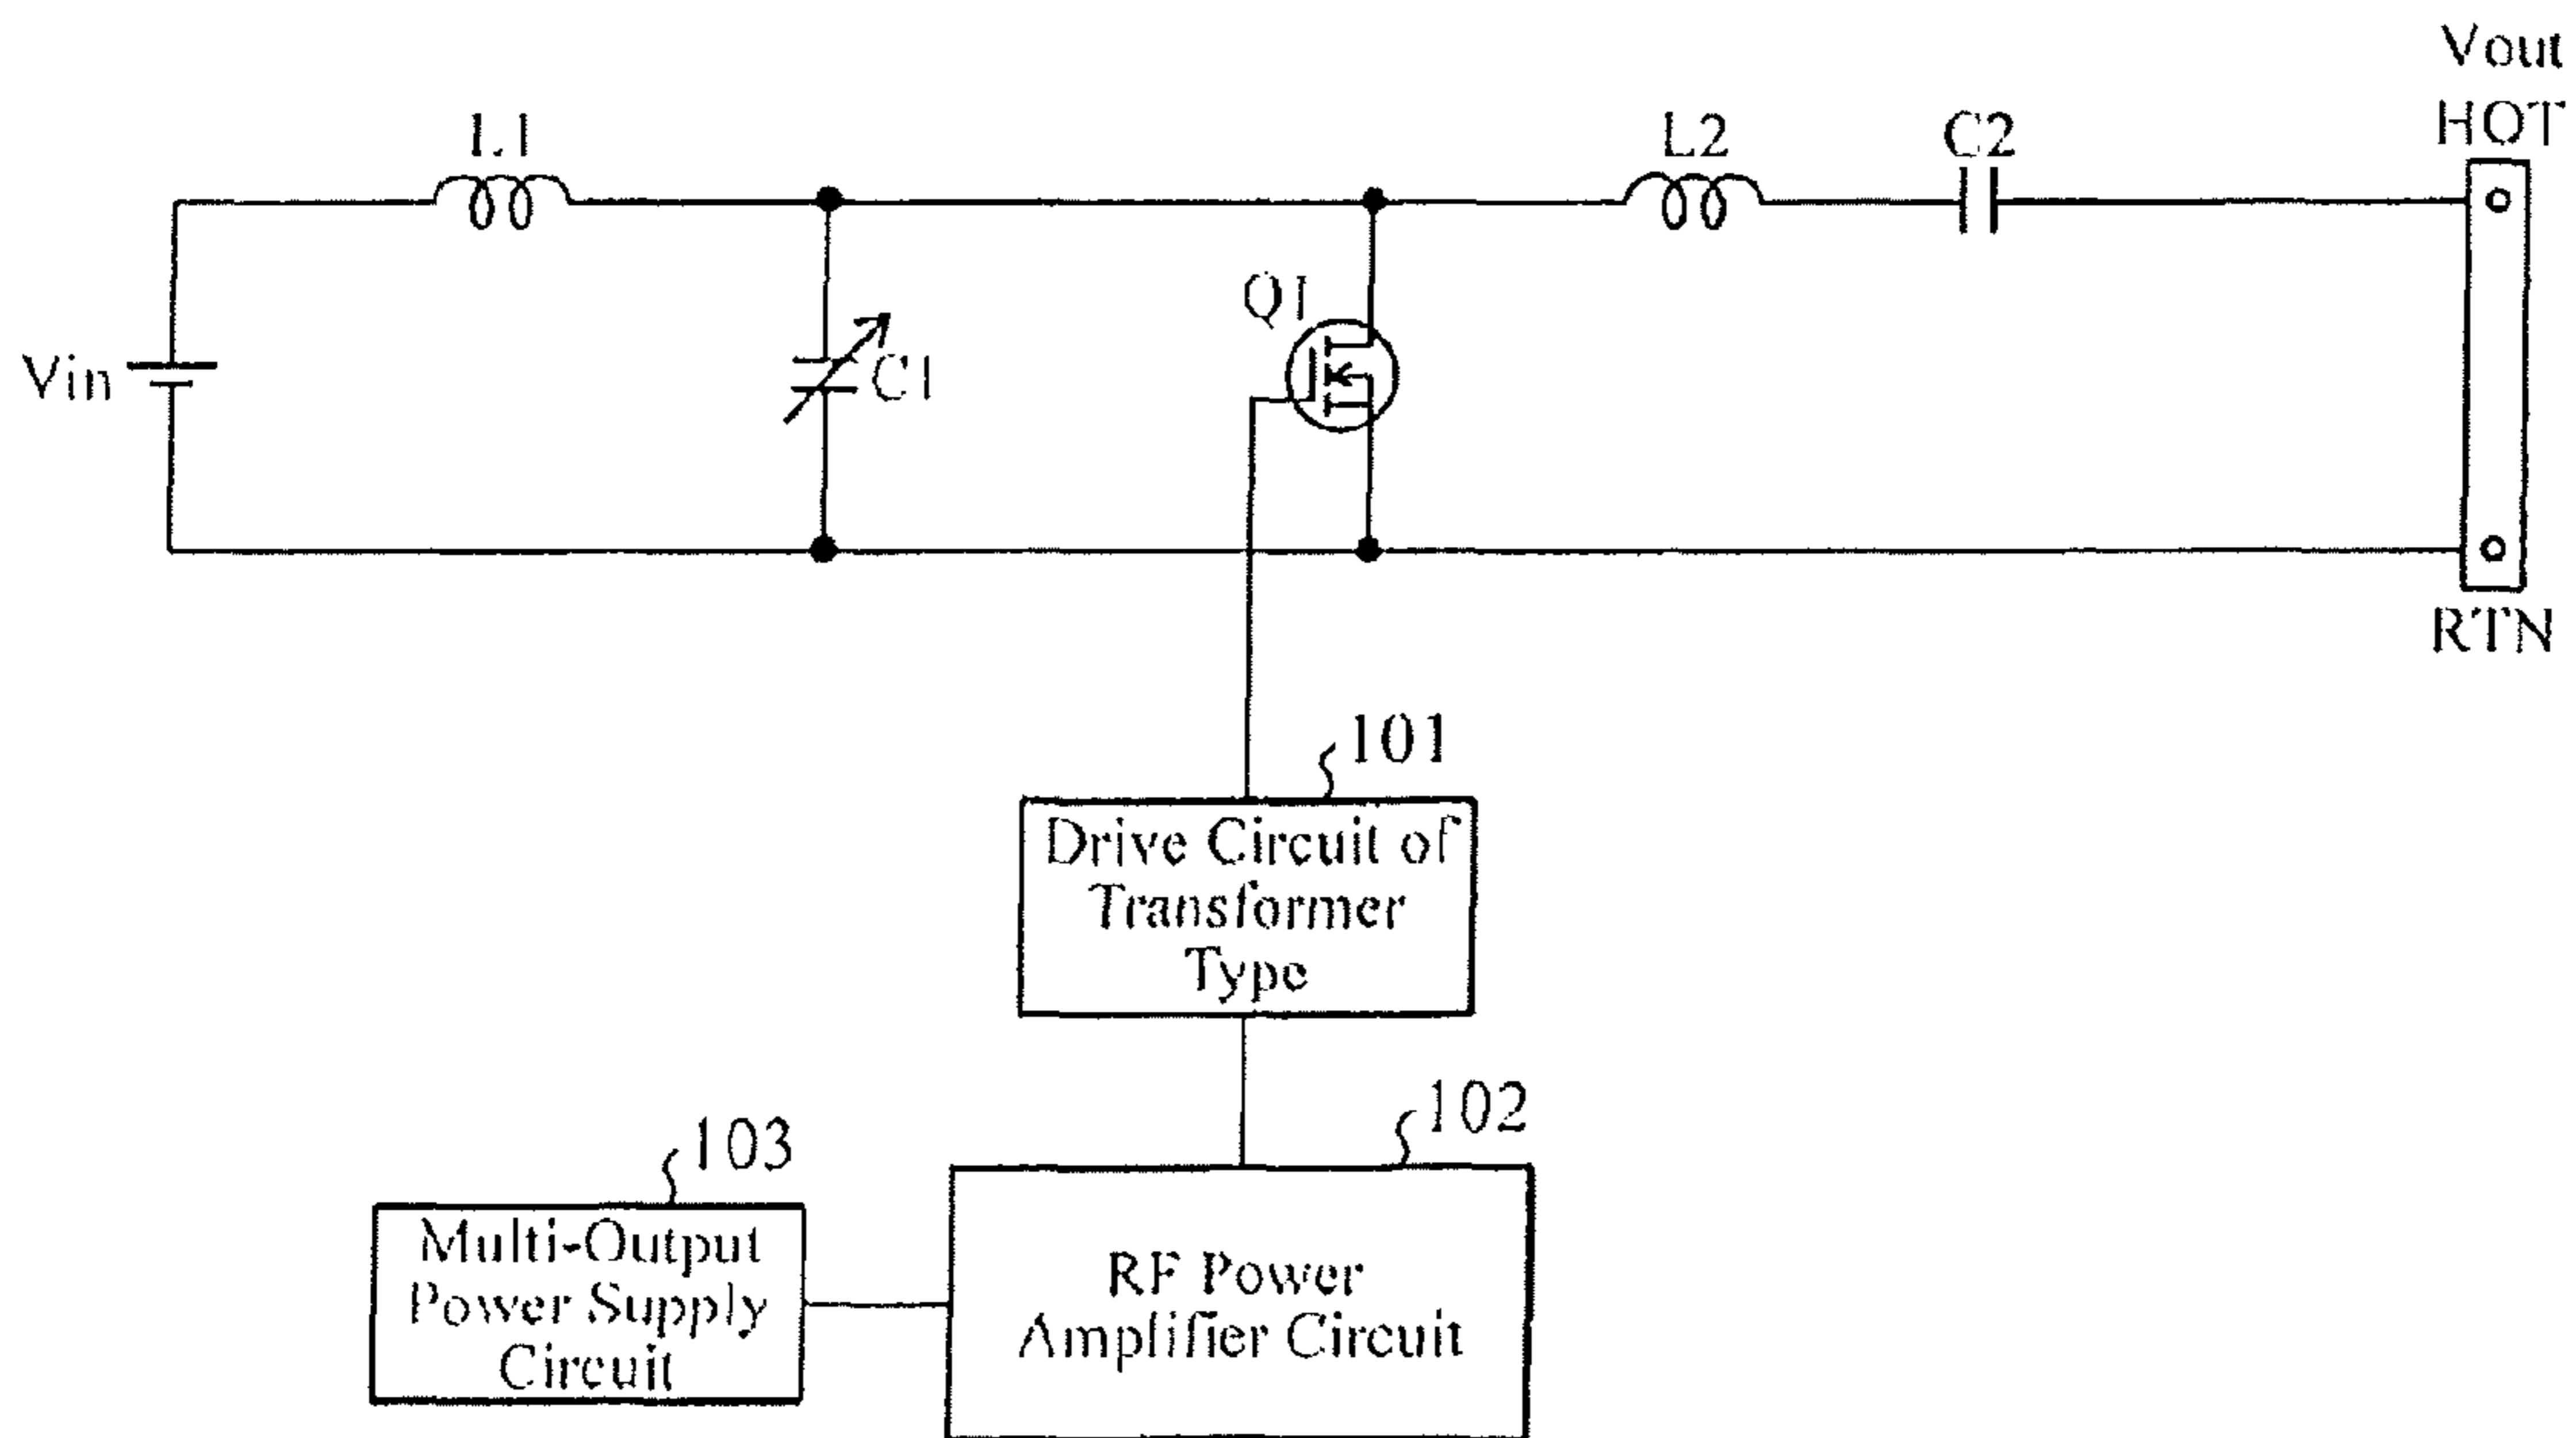 Vout
HOT
L1
L2
C2
Q1
Vin
C1
RTN
101
Drive Circuit of
Transformer
Type
102
103
Multi-Output
Power Supply
Circuit
RF Power
Amplifier Circuit